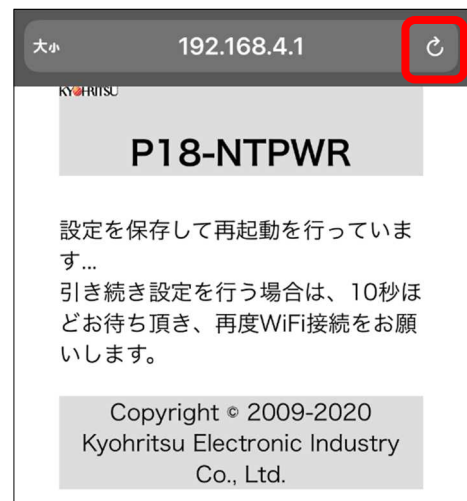 大小 192.168.4.1
KYOHRITSU
P18-NTPWR
設定を保存して再起動を行っていま
す...
引き続き設定を行う場合は、10秒ほ
どお待ち頂き、再度WiFi接続をお願
いします。
Copyright © 2009-2020
Kyohritsu Electronic Industry
Co., Ltd.